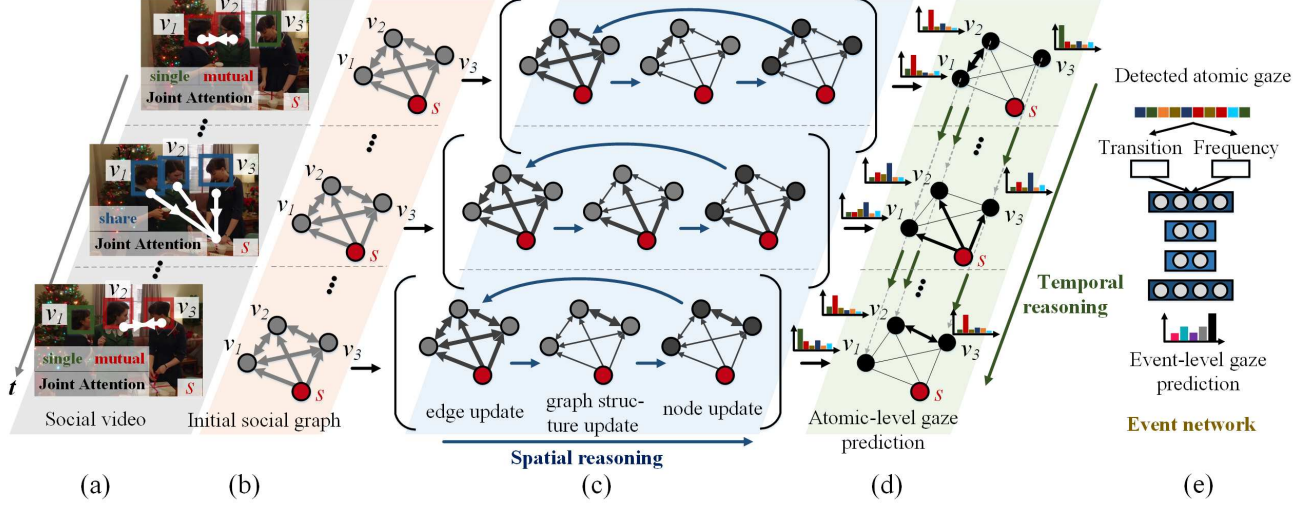 v1
v2
v3
single mutual
Joint Attention
s
v1
v2
v3
share
Joint Attention
s
v1
v2
v3
single mutual
Joint Attention
s
t
Social video
v1
v2
v3
s
v1
v2
v3
s
v1
v2
v3
s
Initial social graph
edge update
graph struc-
ture update
node update
Spatial reasoning
v1
v2
v3
s
v1
v2
v3
s
v1
v2
v3
s
Atomic-level gaze
prediction
Temporal
reasoning
Detected atomic gaze
Transition
Frequency
Event-level gaze
prediction
Event network
(a)
(b)
(c)
(d)
(e)